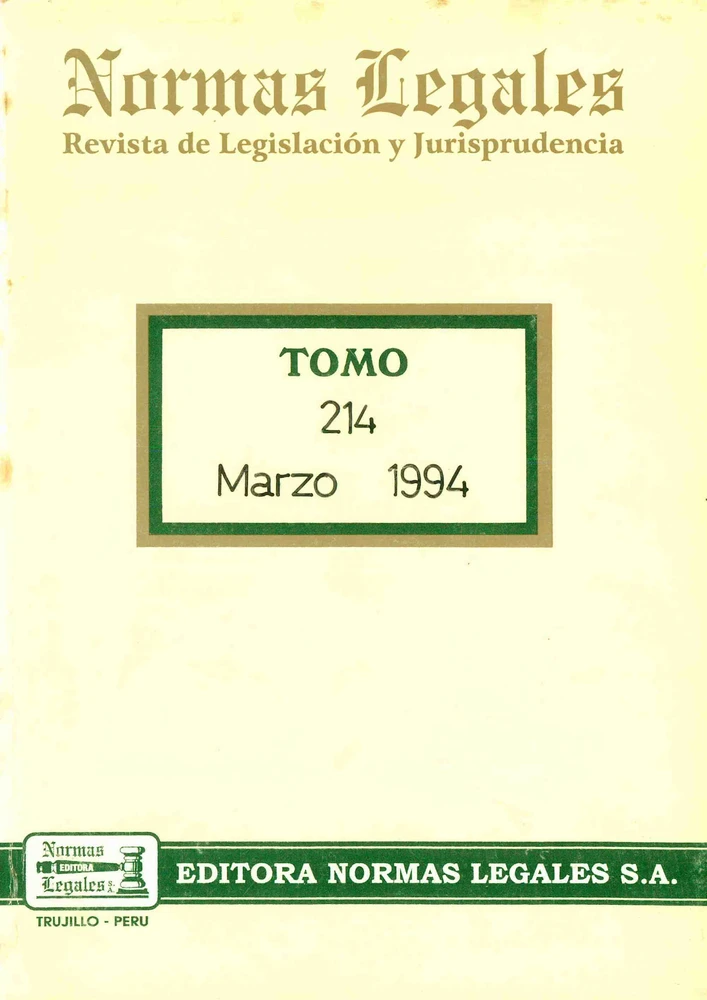 Normas Legales
Revista de Legislación y Jurisprudencia
TOMO
214
Marzo 1994
Normas
EDITORA
Legales S.A.
EDITORA NORMAS LEGALES S.A.
TRUJILLO - PERU